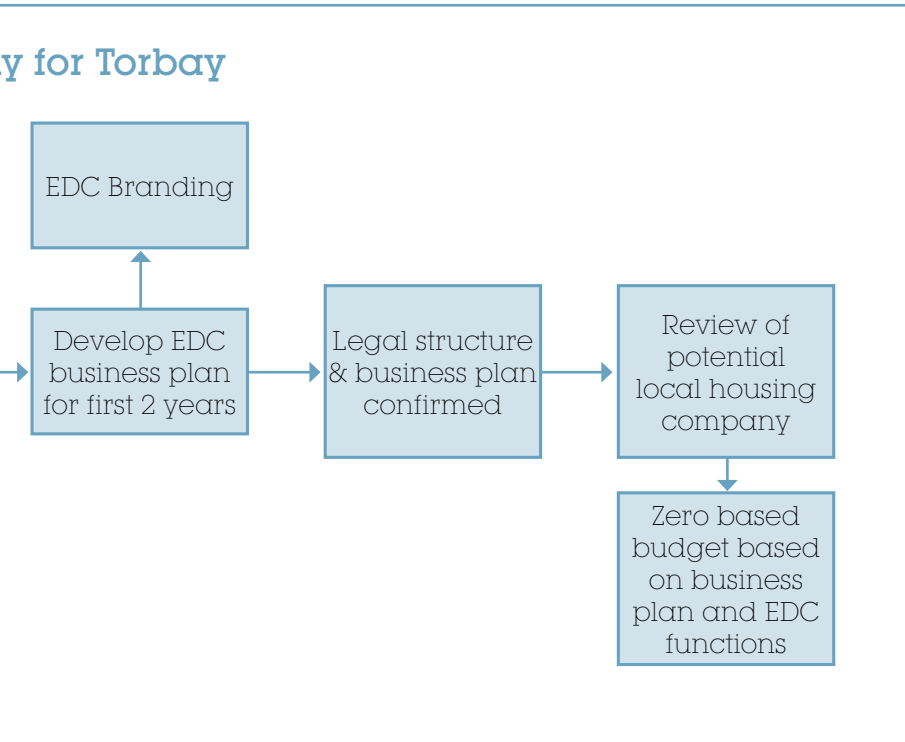 y for Torbay
EDC Branding
Develop EDC
business plan
for first 2 years
Legal structure
& business plan
confirmed
Review of
potential
local housing
company
Zero based
budget based
on business
plan and EDC
functions